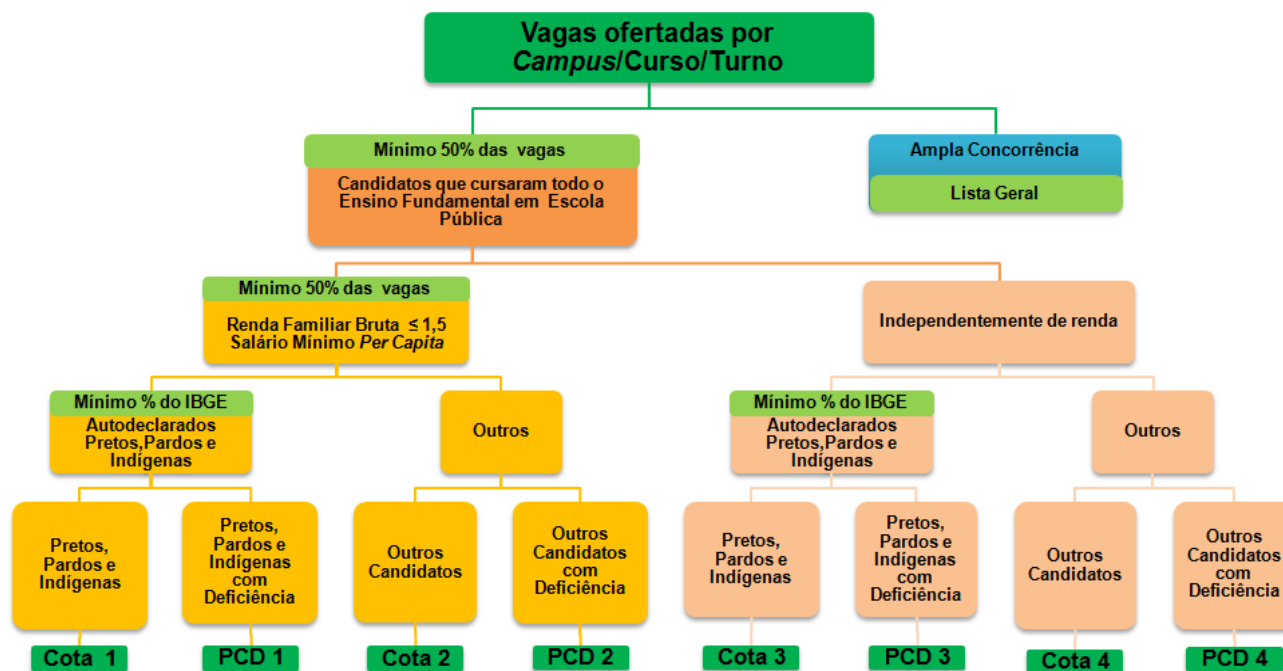 Vagas ofertadas por
Campus/Curso/Turno
Mínimo 50% das vagas
Candidatos que cursaram todo o
Ensino Fundamental em Escola
Pública
Ampla Concorrência
Lista Geral
Mínimo 50% das vagas
Renda Familiar Bruta ≤ 1,5
Salário Mínimo Per Capita
Independentemente de renda
Mínimo % do IBGE
Autodeclarados
Pretos,Pardos e
Indígenas
Outros
Mínimo % do IBGE
Autodeclarados
Pretos,Pardos e
Indígenas
Outros
Pretos,
Pardos e
Indígenas
Pretos,
Pardos e
Indígenas
com
Deficiência
Outros
Candidatos
Outros
Candidatos
com
Deficiência
Pretos,
Pardos e
Indígenas
Pretos,
Pardos e
Indígenas
com
Deficiência
Outros
Candidatos
Outros
Candidatos
com
Deficiência
Cota 1
PCD 1
Cota 2
PCD 2
Cota 3
PCD 3
Cota 4
PCD 4